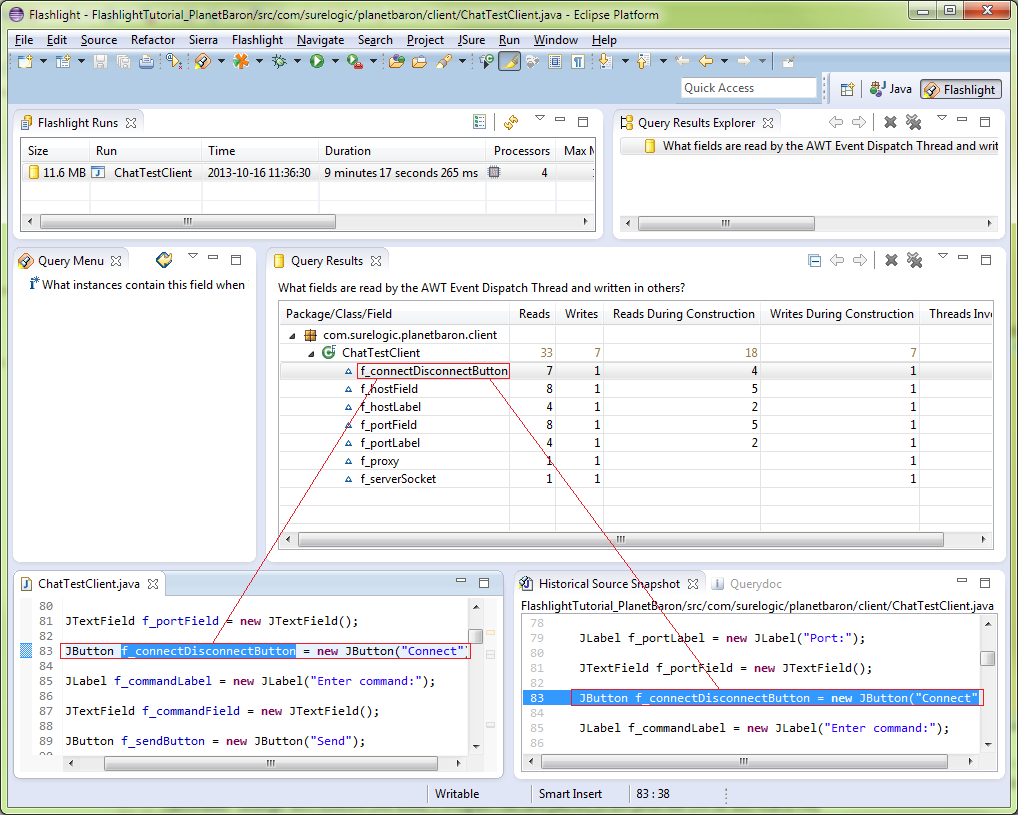 Flashlight - FlashlightTutorial_PlanetBaron/src/com/surelogic/planetbaron/client/ChatTestClient.java - Eclipse Platform
File Edit Source Refactor Sierra Flashlight Navigate Search Project JSure Run Window Help
Quick Access Java Flashlight
Flashlight Runs
Size Run Time Duration Processors Max M
11.6 MB ChatTestClient 2013-10-16 11:36:30 9 minutes 17 seconds 265 ms 4
Query Results Explorer
What fields are read by the AWT Event Dispatch Thread and writ
Query Menu
What instances contain this field when
Query Results
What fields are read by the AWT Event Dispatch Thread and written in others?
Package/Class/Field Reads Writes Reads During Construction Writes During Construction Threads Inv
com.surelogic.planetbaron.client
ChatTestClient 33 7 18 7
f_connectDisconnectButton 7 1 4 1
f_hostField 8 1 5 1
f_hostLabel 4 1 2 1
f_portField 8 1 5 1
f_portLabel 4 1 2 1
f_proxy 1 1 1
f_serverSocket 1 1 1
ChatTestClient.java
80
81 JTextField f_portField = new JTextField();
82
83 JButton f_connectDisconnectButton = new JButton("Connect"
84
85 JLabel f_commandLabel = new JLabel("Enter command:");
86
87 JTextField f_commandField = new JTextField();
88
89 JButton f_sendButton = new JButton("Send");
Historical Source Snapshot Querydoc
FlashlightTutorial_PlanetBaron/src/com/surelogic/planetbaron/client/ChatTestClient.java
78
79 JLabel f_portLabel = new JLabel("Port:");
80
81 JTextField f_portField = new JTextField();
82
83 JButton f_connectDisconnectButton = new JButton("Connect"
84
85 JLabel f_commandLabel = new JLabel("Enter command:");
86
Writable Smart Insert 83 : 38